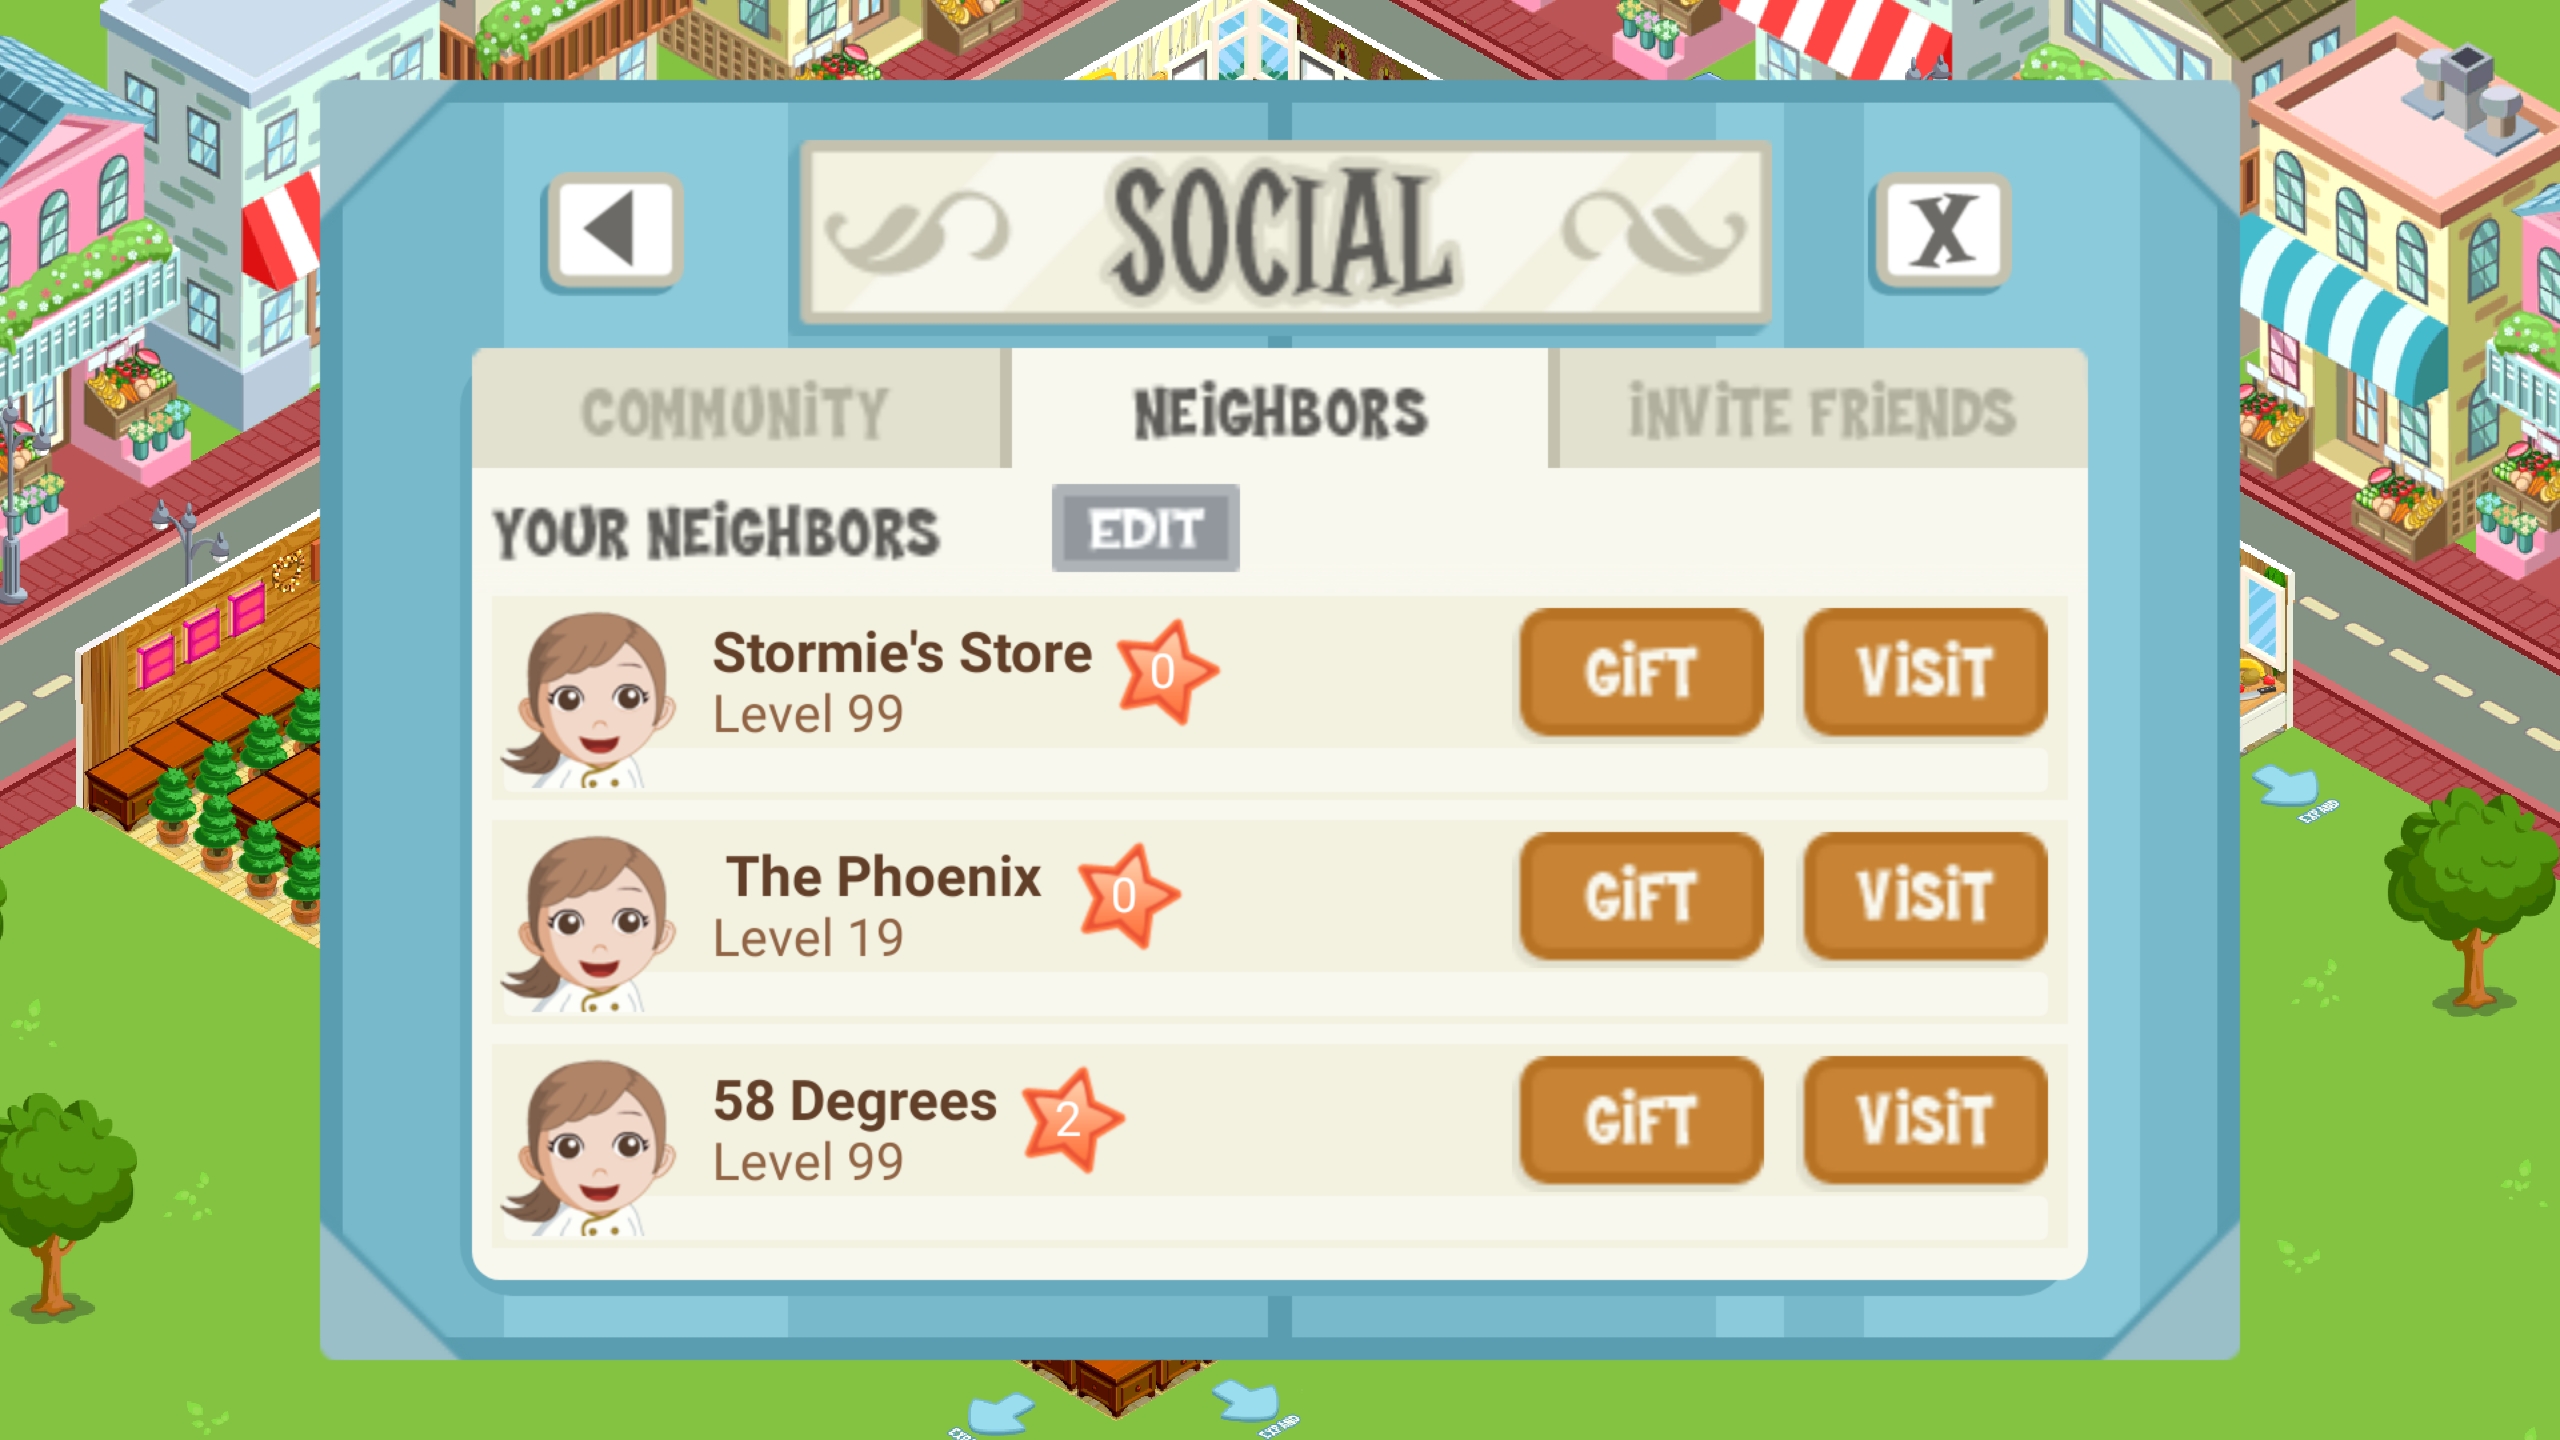 SOCIAL
X
COMMUNITY
NEIGHBORS
INVITE FRIENDS
YOUR NEIGHBORS
EDIT
Stormie's Store
0
Level 99
GIFT
VISIT
The Phoenix
0
Level 19
GIFT
VISIT
58 Degrees
2
Level 99
GIFT
VISIT
EXPAND
EXPAND